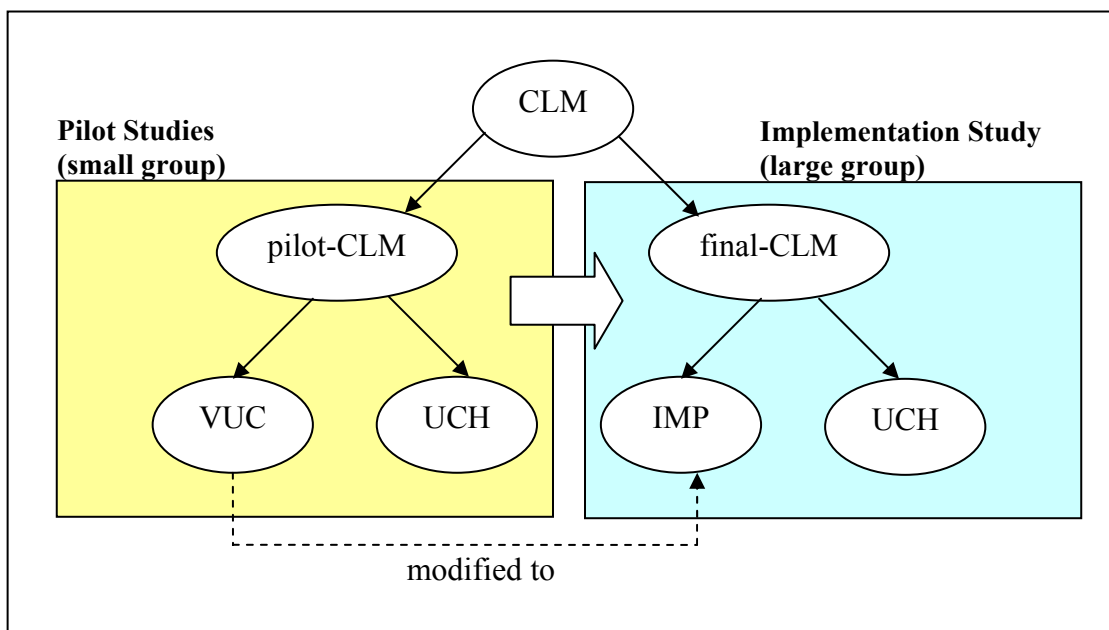 CLM
Pilot Studies
(small group)
Implementation Study
(large group)
pilot-CLM
final-CLM
VUC
UCH
IMP
UCH
modified to